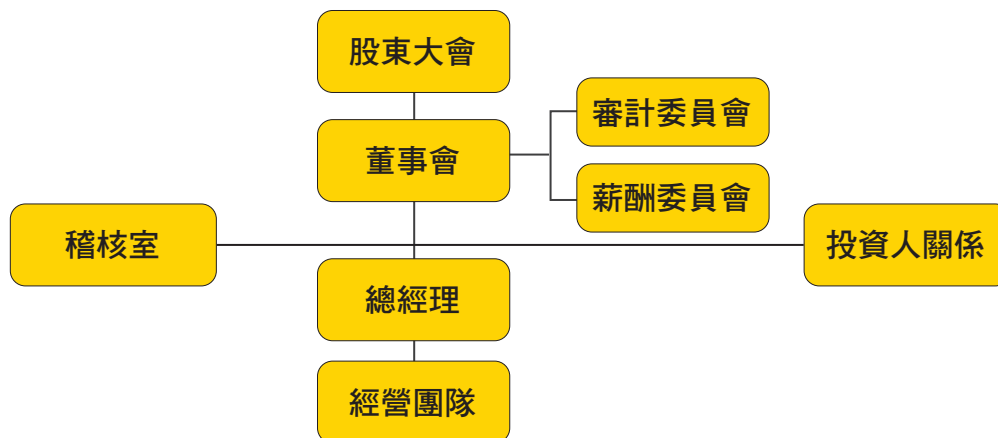 股東大會
董事會
審計委員會
薪酬委員會
稽核室
投資人關係
總經理
經營團隊